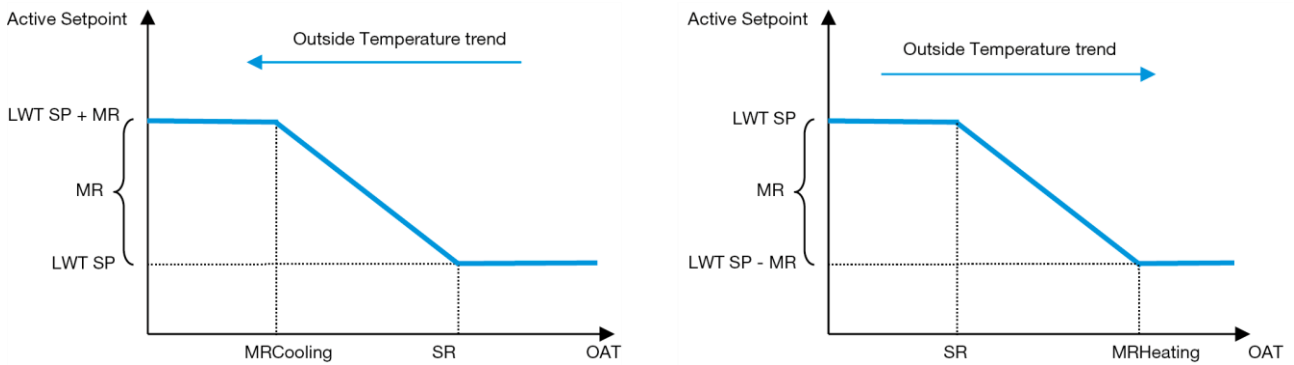 Active Setpoint
Outside Temperature trend
LWT SP + MR
MR
LWT SP
MRCooling
SR
OAT
Active Setpoint
Outside Temperature trend
LWT SP
MR
LWT SP - MR
SR
MRHeating
OAT